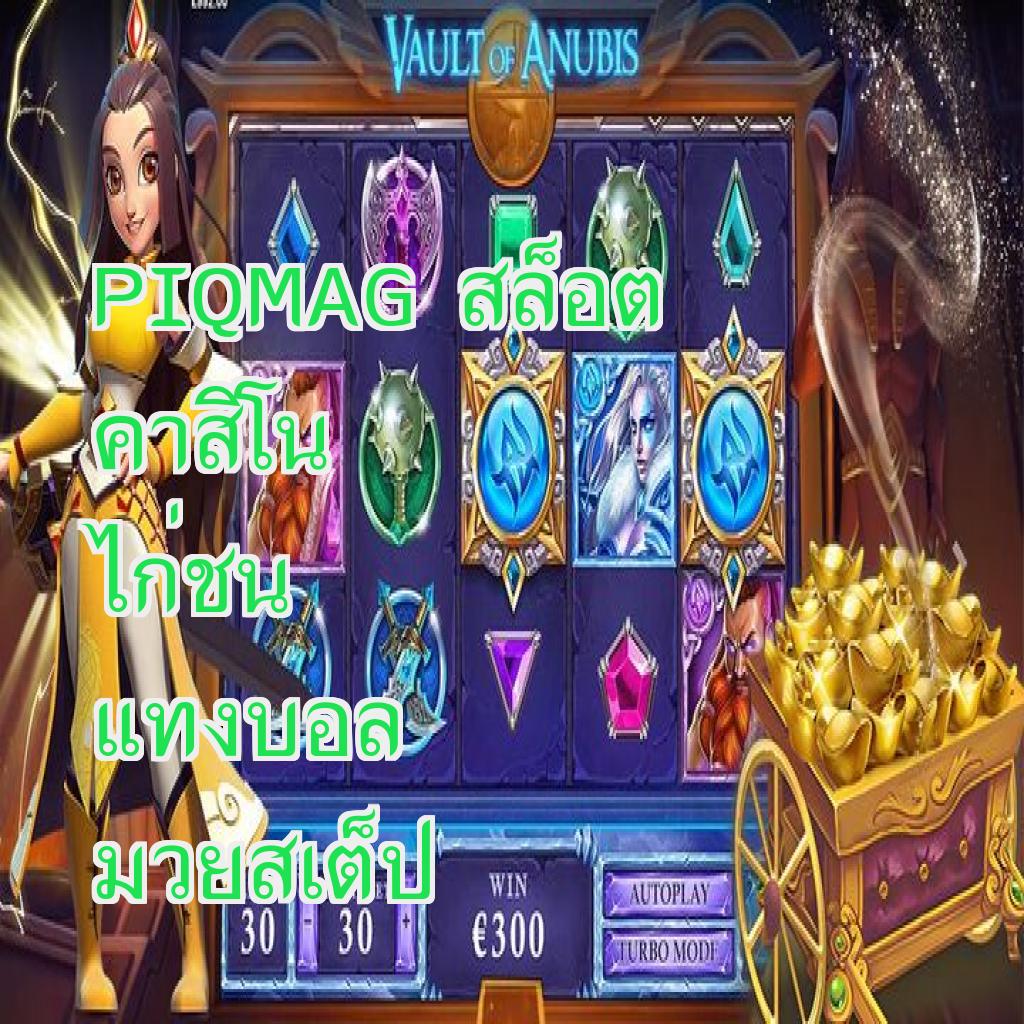 VAULT OF ANUBIS
PIQMAG สล็อต
คาสิโน
ไก่ชน
แทงบอล
มวยสเต็ป
WIN
30
30
€300
AUTOPLAY
TURBO MODE